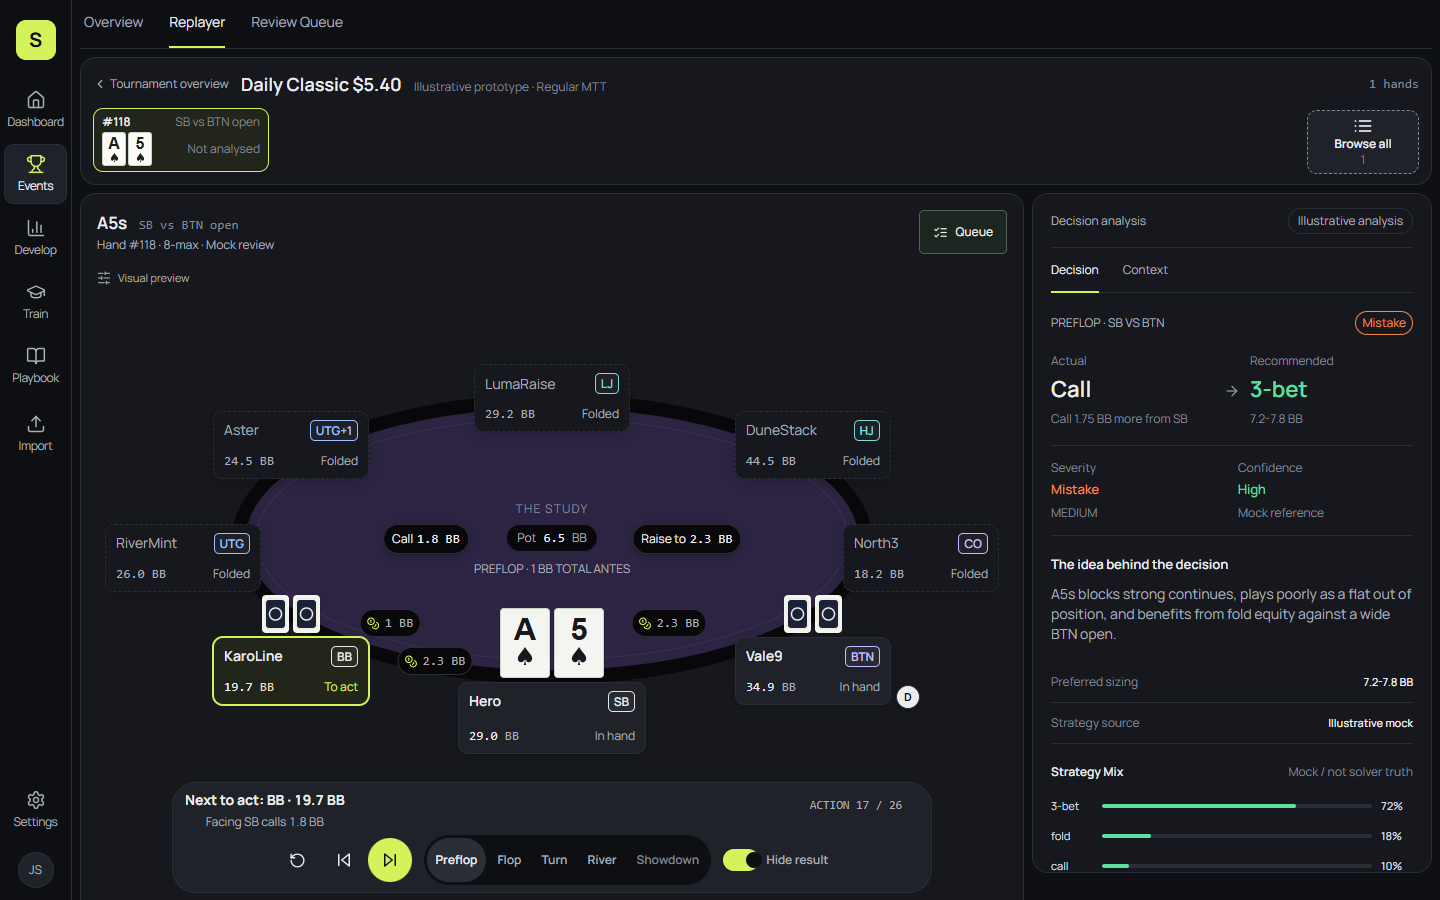 S
Overview
Replayer
Review Queue
Dashboard
Events
Develop
Train
Playbook
Import
Settings
JS
Tournament overview
Daily Classic $5.40
Illustrative prototype · Regular MTT
1 hands
#118
SB vs BTN open
A
5
Not analysed
Browse all
1
A5s
SB vs BTN open
Hand #118 · 8-max · Mock review
Queue
Visual preview
LumaRaise
LJ
29.2 BB
Folded
Aster
UTG+1
24.5 BB
Folded
DuneStack
HJ
44.5 BB
Folded
THE STUDY
RiverMint
UTG
26.0 BB
Folded
Call 1.8 BB
Pot 6.5 BB
Raise to 2.3 BB
PREFLOP · 1 BB TOTAL ANTES
North3
CO
18.2 BB
Folded
1 BB
2.3 BB
2.3 BB
A
5
KaroLine
BB
19.7 BB
To act
Vale9
BTN
34.9 BB
In hand
D
Hero
SB
29.0 BB
In hand
Next to act: BB · 19.7 BB
Facing SB calls 1.8 BB
ACTION 17 / 26
Preflop
Flop
Turn
River
Showdown
Hide result
Decision analysis
Illustrative analysis
Decision
Context
PREFLOP · SB VS BTN
Mistake
Actual
Recommended
Call
→
3-bet
Call 1.75 BB more from SB
7.2-7.8 BB
Severity
Confidence
Mistake
High
MEDIUM
Mock reference
The idea behind the decision
A5s blocks strong continues, plays poorly as a flat out of
position, and benefits from fold equity against a wide
BTN open.
Preferred sizing
7.2-7.8 BB
Strategy source
Illustrative mock
Strategy Mix
Mock / not solver truth
3-bet
72%
fold
18%
call
10%